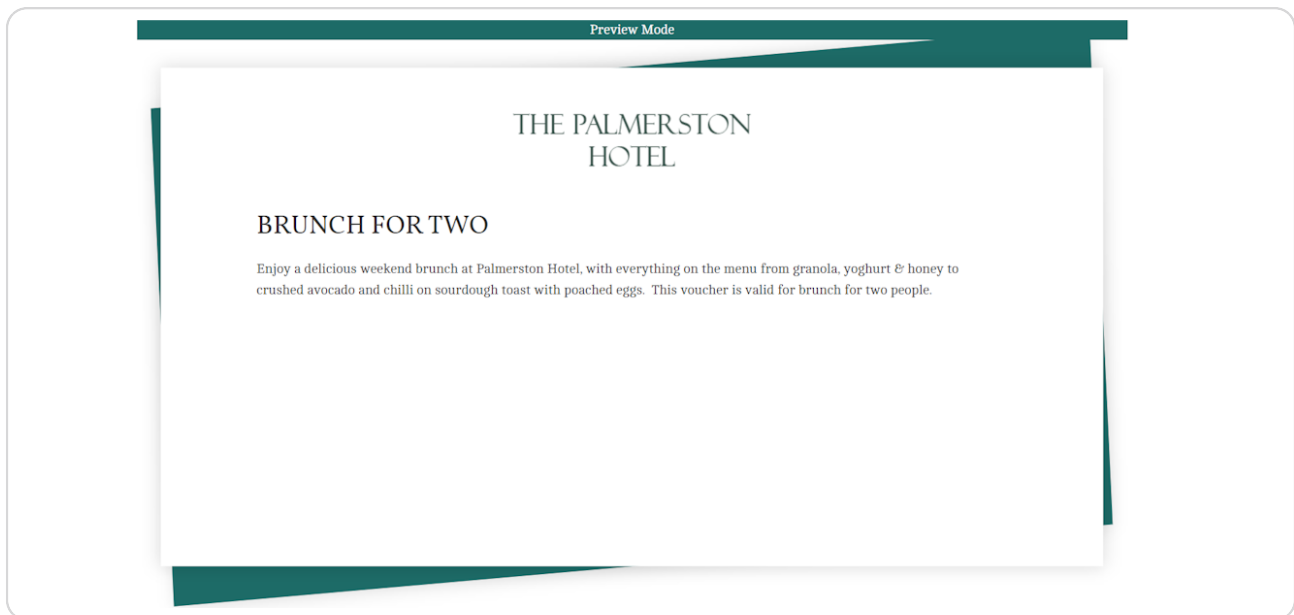 Preview Mode
THE PALMERSTON
HOTEL
BRUNCH FOR TWO
Enjoy a delicious weekend brunch at Palmerston Hotel, with everything on the menu from granola, yoghurt & honey to
crushed avocado and chilli on sourdough toast with poached eggs.  This voucher is valid for brunch for two people.